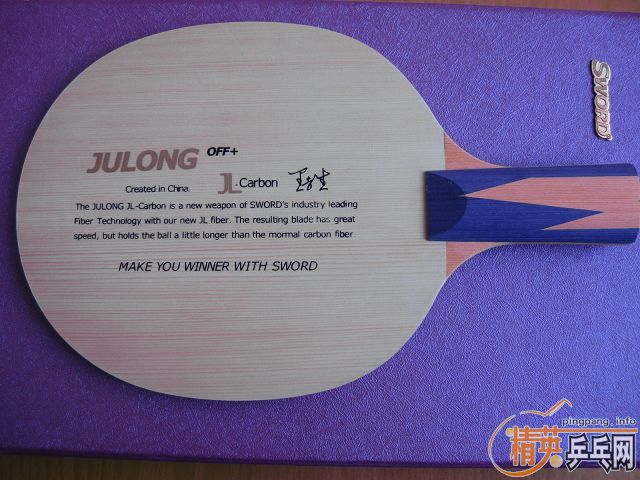 JULONG OFF+
Created in China. JL-Carbon
The JULONG JL-Carbon is a new weapon of SWORD's industry leading
Fiber Technology with our new JL fiber. The resulting blade has great
speed, but holds the ball a little longer than the mormal carbon fiber
MAKE YOU WINNER WITH SWORD
SWORD
pingpang.info
精英乒乓网